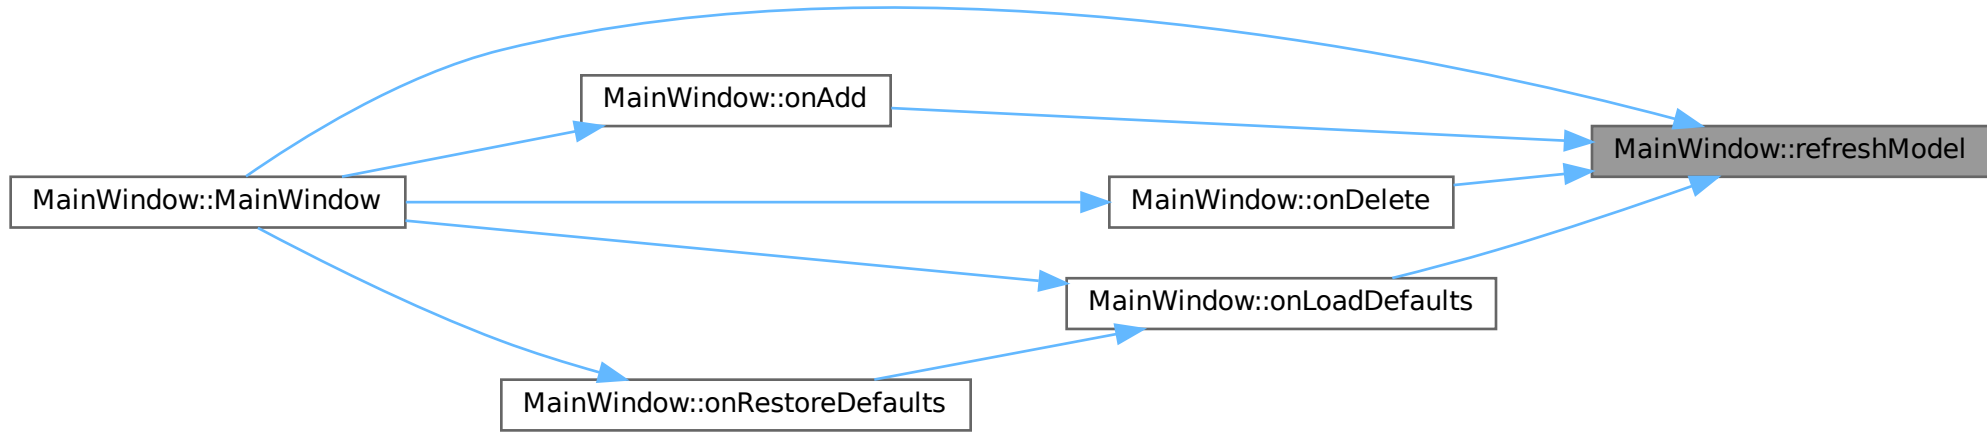 MainWindow::onAdd
MainWindow::refreshModel
MainWindow::MainWindow
MainWindow::onDelete
MainWindow::onLoadDefaults
MainWindow::onRestoreDefaults